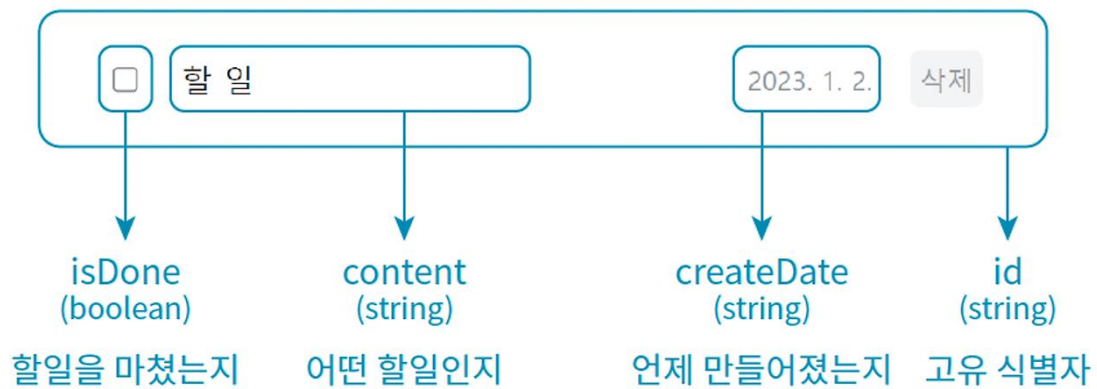 할 일 2023. 1. 2. 삭제
isDone content createDate id
(boolean) (string) (string) (string)
할일을 마쳤는지 어떤 할일인지 언제 만들어졌는지 고유 식별자